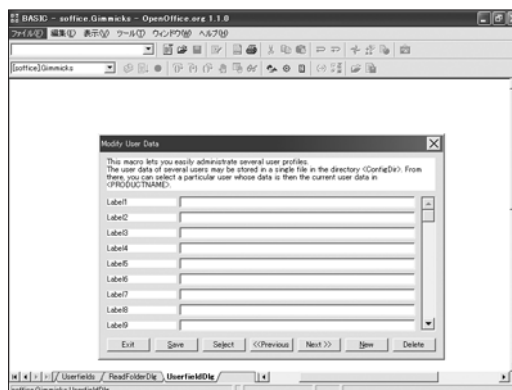 BASIC - soffice.Gimmicks - OpenOffice.org 1.1.0
ファイル(F) 編集(E) 表示(V) ツール(T) ウィンドウ(W) ヘルプ(H)
[soffice].Gimmicks
Modify User Data
This macro lets you easily administrate several user profiles.
The user data of several users may be stored in a single file in the directory <ConfigDir>. From
there, you can select a particular user whose data is then the current user data in
<PRODUCTNAME>.
Label1
Label2
Label3
Label4
Label5
Label6
Label7
Label8
Label9
Exit Save Select <<Previous Next >> New Delete
Userfields ReadFolderDlg UserfieldDlg
soffice.Gimmicks.UserfieldDlg